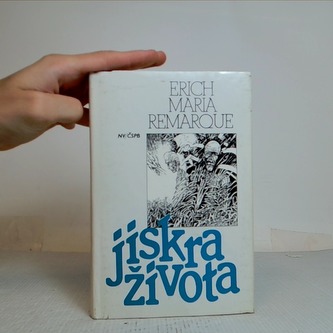 ERICH
MARIA
REMARQUE
NV ČSPB
jiskra
života